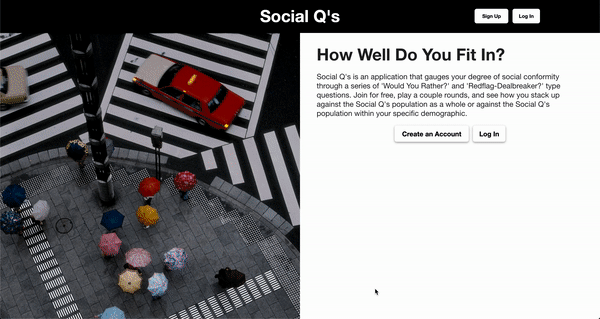 Social Q's
Sign Up
Log In
How Well Do You Fit In?
Social Q's is an application that gauges your degree of social conformity
through a series of 'Would You Rather?' and 'Redflag-Dealbreaker?' type
questions. Join for free, play a couple rounds, and see how you stack up
against the Social Q's population as a whole or against the Social Q's
population within your specific demographic.
Create an Account
Log In